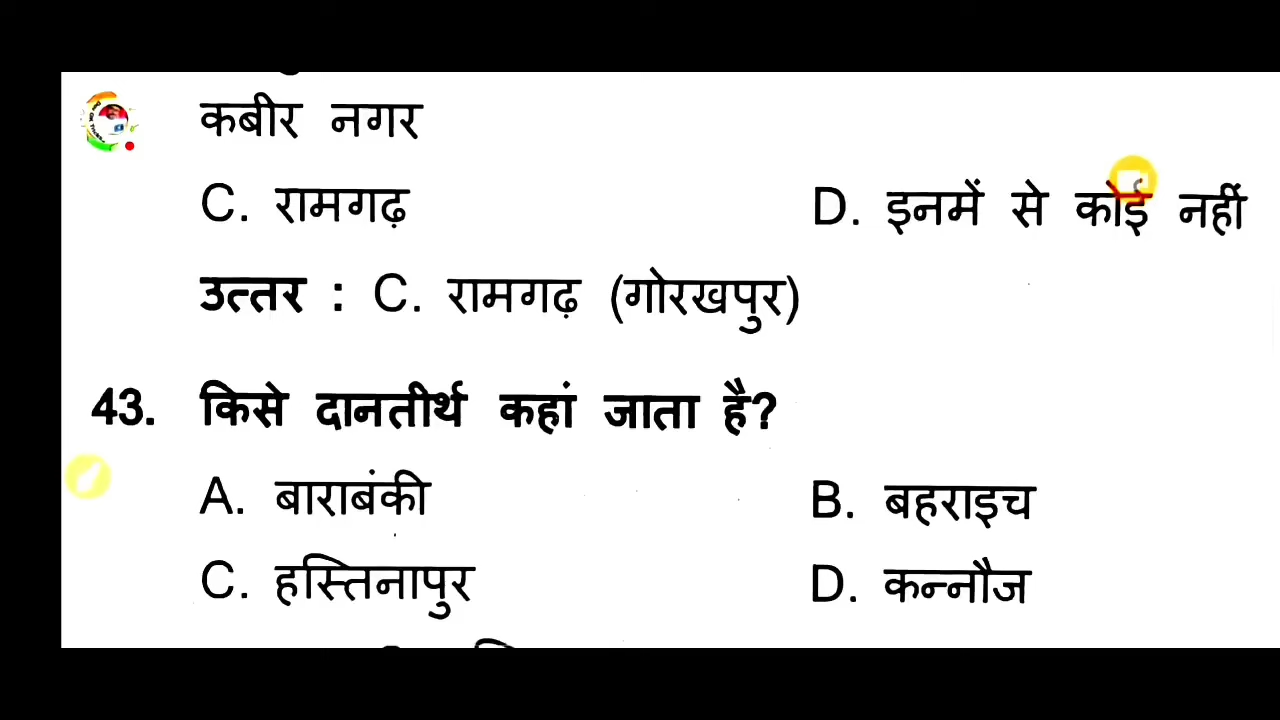 कबीर नगर
C. रामगढ़ D. इनमें से कोई नहीं
उत्तर : C. रामगढ़ (गोरखपुर)
43. किसे दानतीर्थ कहां जाता है?
A. बाराबंकी B. बहराइच
C. हस्तिनापुर D. कन्नौज